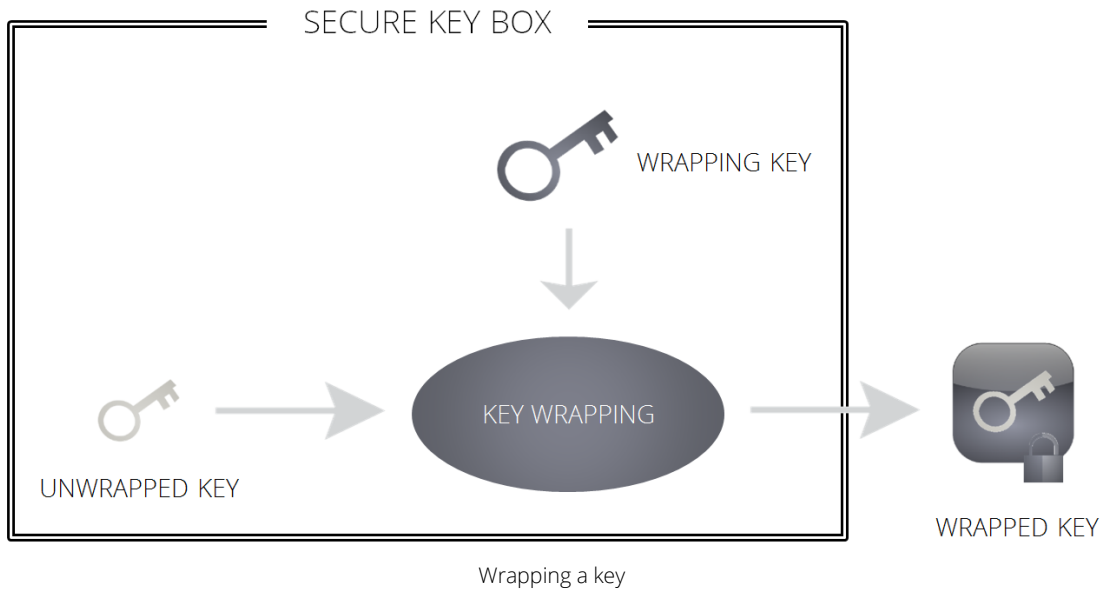 SECURE KEY BOX
WRAPPING KEY
KEY WRAPPING
UNWRAPPED KEY
WRAPPED KEY
Wrapping a key